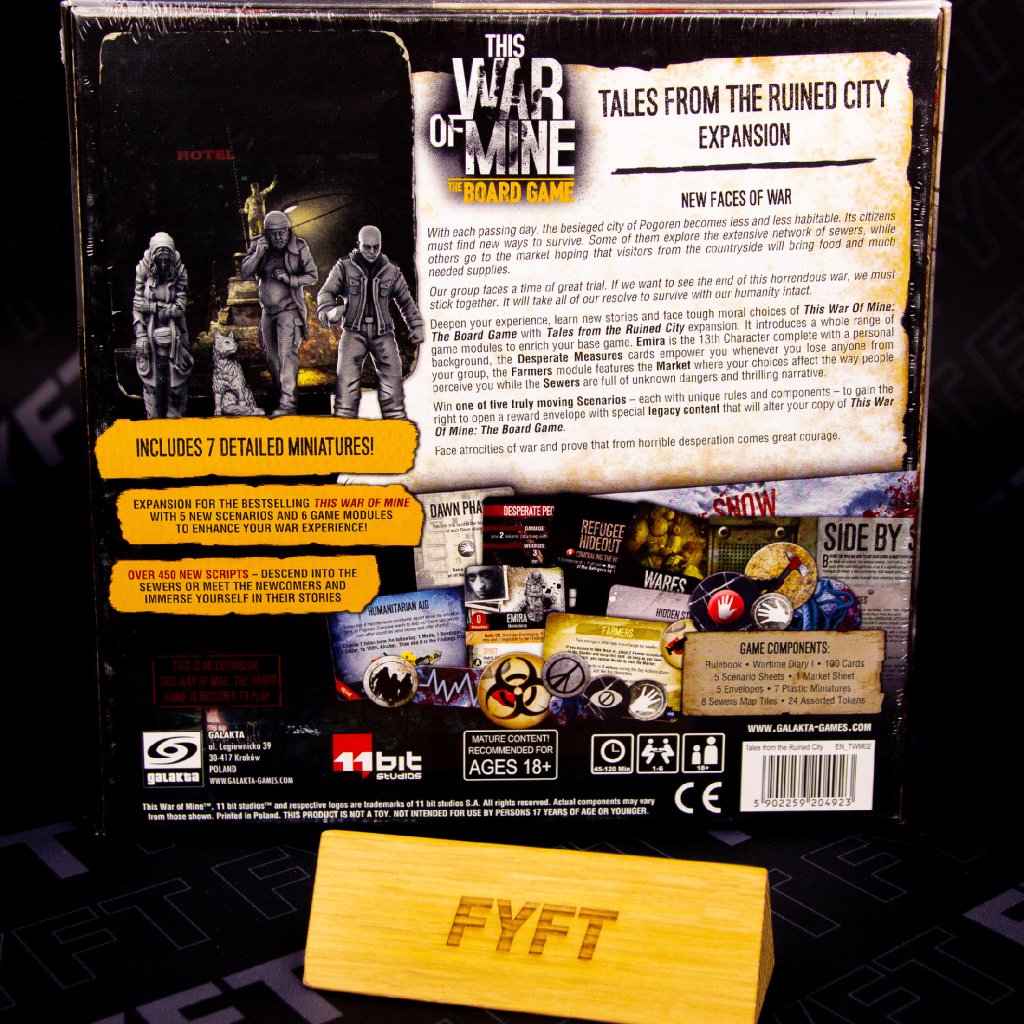 THIS
WAR
OF MINE
THE BOARD GAME
TALES FROM THE RUINED CITY
EXPANSION
HOTEL
NEW FACES OF WAR
With each passing day, the besieged city of Pogoren becomes less and less habitable. Its citizens
must find new ways to survive. Some of them explore the extensive network of sewers, while
others go to the market hoping that visitors from the countryside will bring food and much
needed supplies.
Our group faces a time of great trial. If we want to see the end of this horrendous war, we must
stick together. It will take all of our resolve to survive with our humanity intact.
Deepen your experience, learn new stories and face tough moral choices of This War Of Mine:
The Board Game with Tales from the Ruined City expansion. It introduces a whole range of
game modules to enrich your base game. Emira is the 13th Character complete with a personal
background, the Desperate Measures cards empower you whenever you lose anyone from
your group, the Farmers module features the Market where your choices affect the way people
perceive you while the Sewers are full of unknown dangers and thrilling narrative.
Win one of five truly moving Scenarios – each with unique rules and components – to gain the
right to open a reward envelope with special legacy content that will alter your copy of This War
Of Mine: The Board Game.
Face atrocities of war and prove that from horrible desperation comes great courage.
INCLUDES 7 DETAILED MINIATURES!
EXPANSION FOR THE BESTSELLING THIS WAR OF MINE
WITH 5 NEW SCENARIOS AND 6 GAME MODULES
TO ENHANCE YOUR WAR EXPERIENCE!
OVER 450 NEW SCRIPTS – DESCEND INTO THE
SEWERS OR MEET THE NEWCOMERS AND
IMMERSE YOURSELF IN THEIR STORIES
DAWN PHA
DESPERATE PEO
DAMAGE
WOUNDS
3
REFUGEE
HIDEOUT
SNOW
SIDE BY
WARES
HIDDEN ST
EMIRA
HUMANITARIAN AID
FARMERS
GAME COMPONENTS:
Rulebook • Wartime Diary I • 190 Cards
5 Scenario Sheets • 1 Market Sheet
5 Envelopes • 7 Plastic Miniatures
8 Sewers Map Tiles • 24 Assorted Tokens
THIS IS AN EXPANSION.
THIS WAR OF MINE: THE BOARD
GAME IS REQUIRED TO PLAY.
WWW.GALAKTA-GAMES.COM
galakta
GALAKTA
ul. Łagiewnicka 39
30-417 Kraków
POLAND
WWW.GALAKTA-GAMES.COM
11 bit
STUDIOS
MATURE CONTENT!
RECOMMENDED FOR
AGES 18+
45-120 Min
1-6
18+
CE
Tales from the Ruined City EN_TWM02
5 902259 204923
This War of Mine™, 11 bit studios™ and respective logos are trademarks of 11 bit studios S.A. All rights reserved. Actual components may vary
from those shown. Printed in Poland. THIS PRODUCT IS NOT A TOY. NOT INTENDED FOR USE BY PERSONS 17 YEARS OF AGE OR YOUNGER.
FYFT